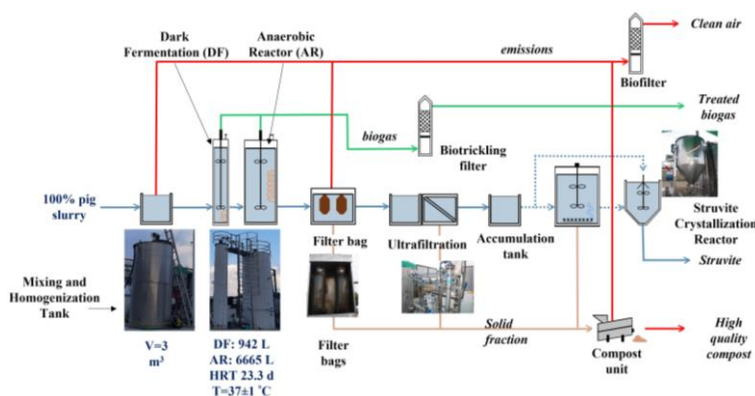 Dark
Fermentation (DF)
Anaerobic
Reactor (AR)
emissions
Clean air
Biofilter
biogas
Treated
biogas
Biotrickling
filter
100% pig
slurry
Filter bag
Ultrafiltration
Accumulation
tank
Struvite
Crystallization
Reactor
Struvite
Mixing and
Homogenization
Tank
V=3
m³
DF: 942 L
AR: 6665 L
HRT 23.3 d
T=37±1 °C
Filter
bags
Solid
fraction
Compost
unit
High
quality
compost